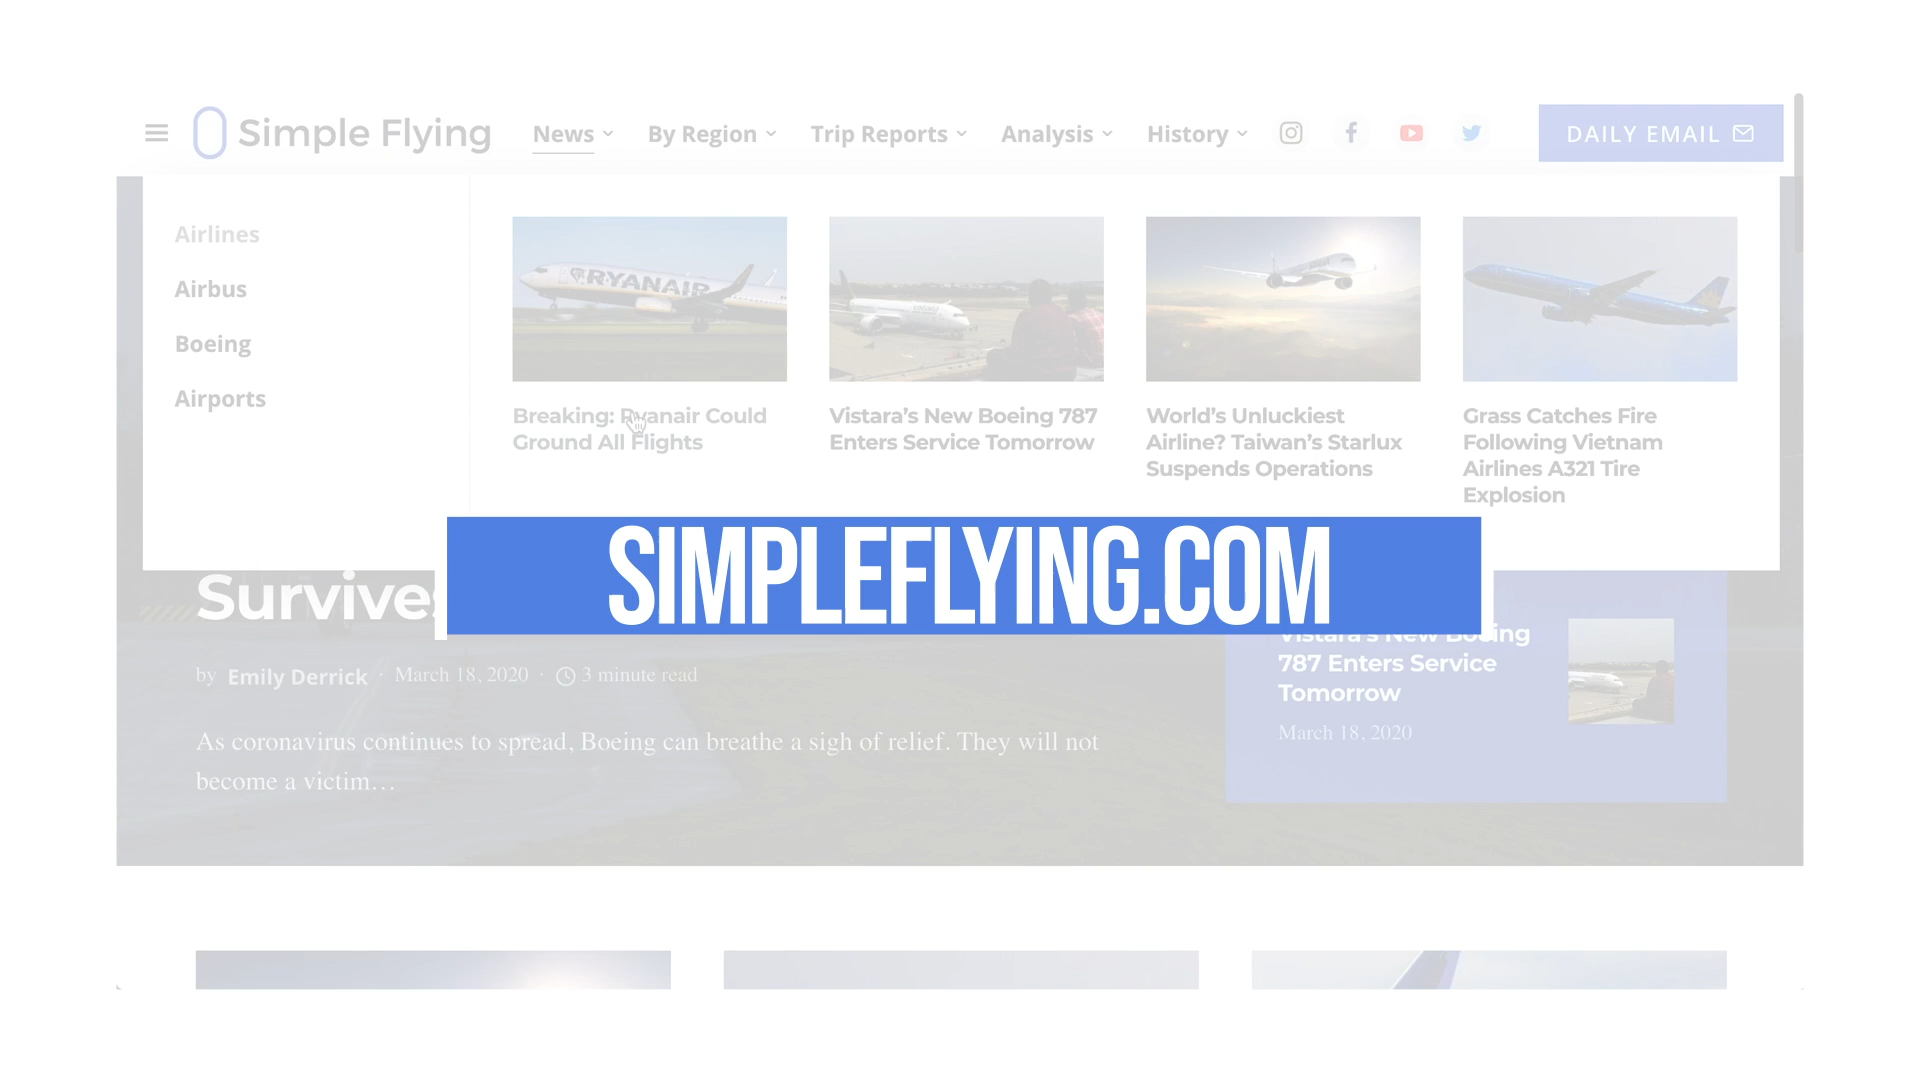 Simple Flying
News
By Region
Trip Reports
Analysis
History
DAILY EMAIL
Airlines
Airbus
Boeing
Airports
RYANAIR
Breaking: Ryanair Could
Ground All Flights
Vistara's New Boeing 787
Enters Service Tomorrow
World's Unluckiest
Airline? Taiwan's Starlux
Suspends Operations
Grass Catches Fire
Following Vietnam
Airlines A321 Tire
Explosion
SIMPLEFLYING.COM
Survives
by Emily Derrick · March 18, 2020 · 3 minute read
As coronavirus continues to spread, Boeing can breathe a sigh of relief. They will not
become a victim…
Vistara's New Boeing
787 Enters Service
Tomorrow
March 18, 2020